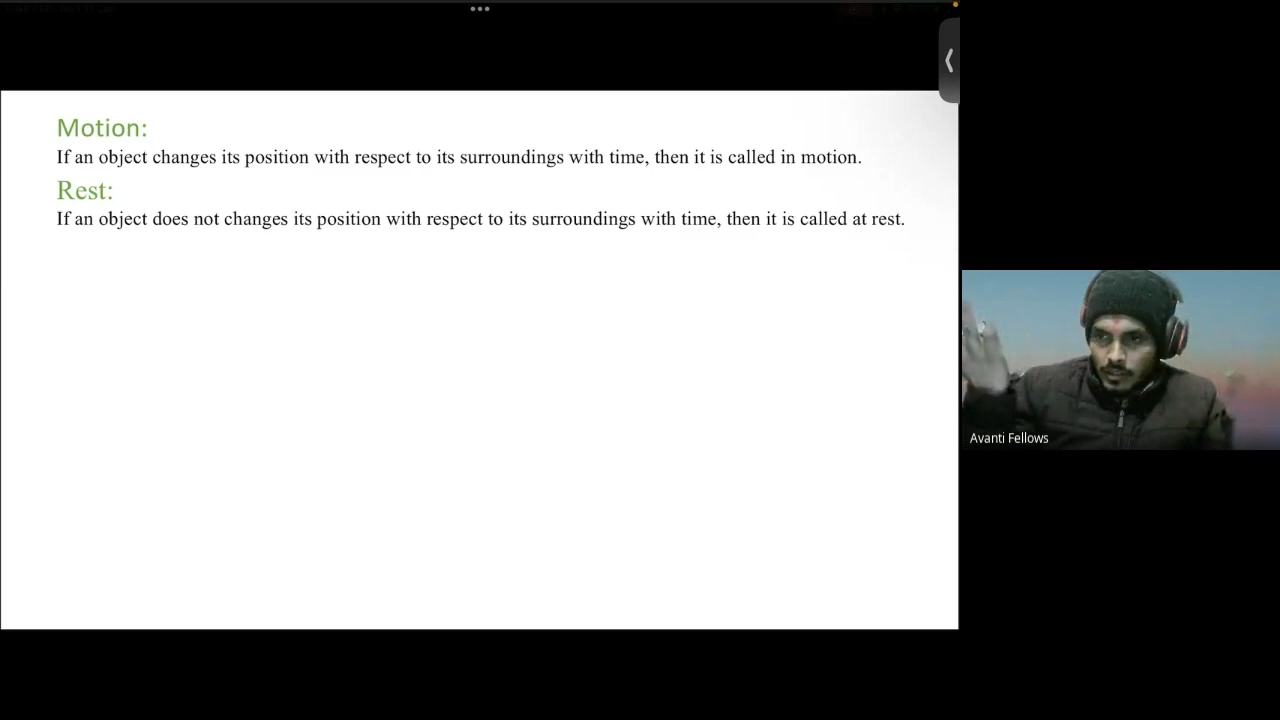 Motion:
If an object changes its position with respect to its surroundings with time, then it is called in motion.
Rest:
If an object does not changes its position with respect to its surroundings with time, then it is called at rest.
Avanti Fellows